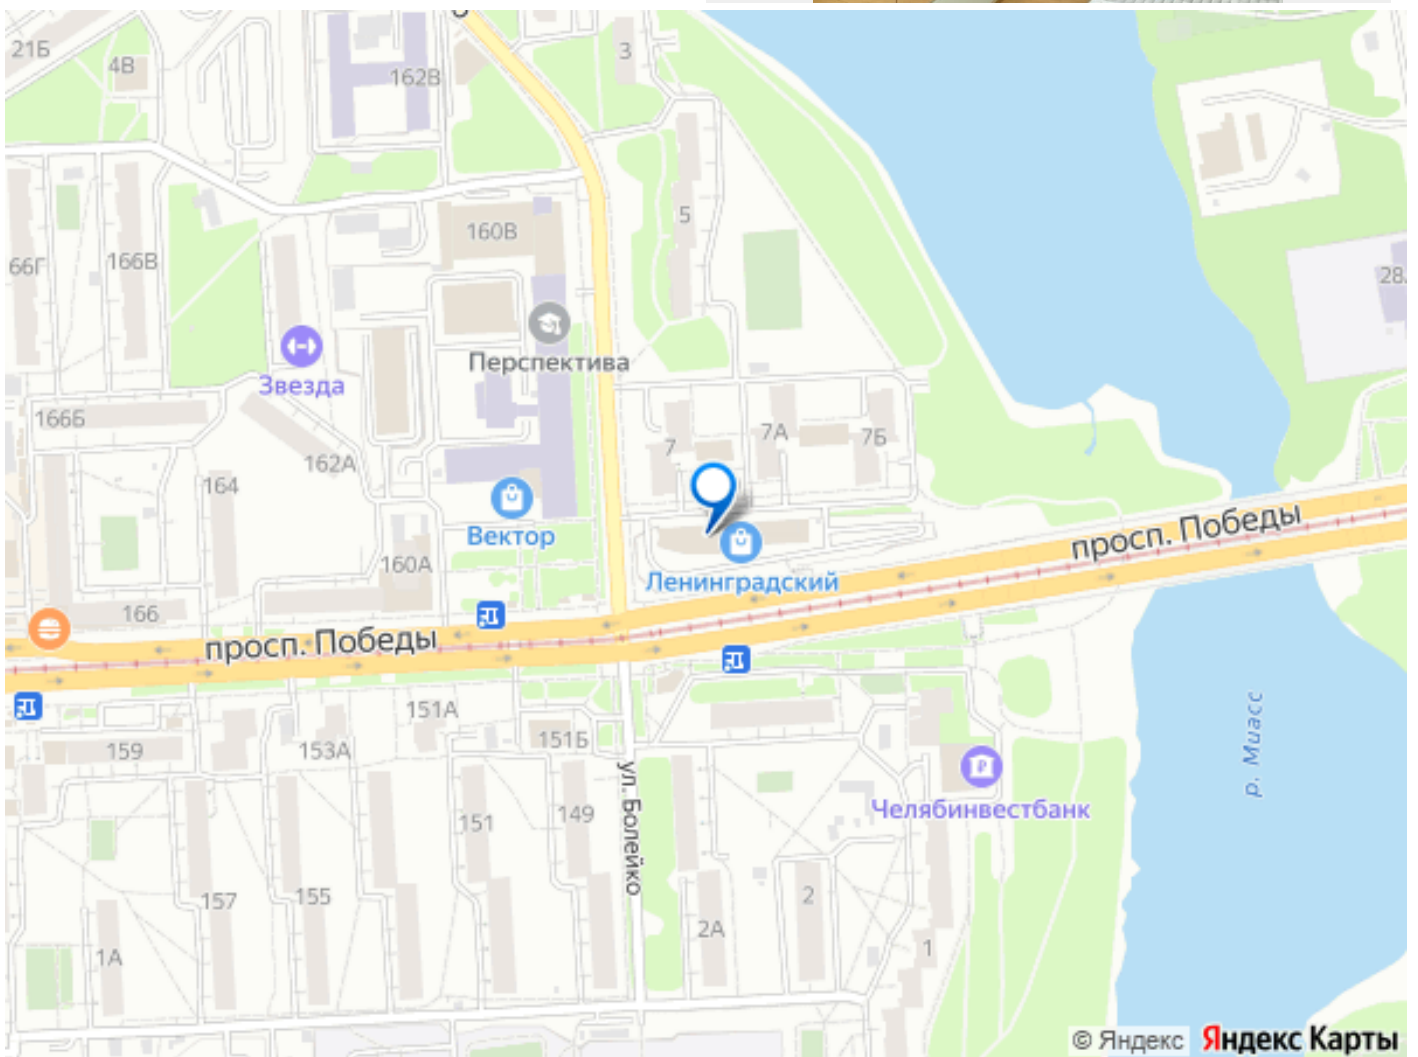 21Б
4В
162В
3
5
160В
66Г
166В
28
Перспектива
Звезда
166Б
7
7А
7Б
162А
164
Вектор
просп. Победы
160А
Ленинградский
166
просп. Победы
151А
159
153А
151Б
р. Миасс
ул. Болейко
Челябинвестбанк
151
149
157
155
2
2А
1А
1
© Яндекс Яндекс Карты